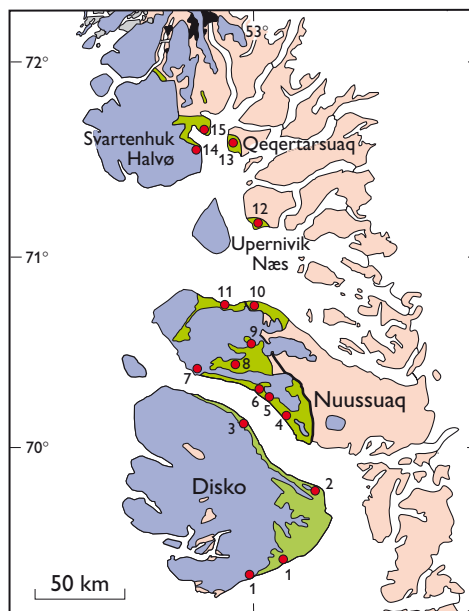 53°
72°
15
Svartenhuk
Halvø
Qeqertarsuaq
14
13
12
71°
Upernivik
Næs
11
10
9
8
7
Nuussuaq
6
5
4
3
70°
Disko
2
50 km
1
1